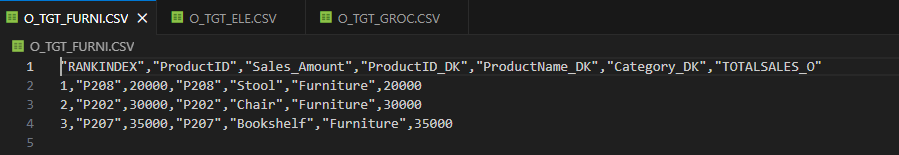 O_TGT_FURNI.CSV × O_TGT_ELE.CSV O_TGT_GROC.CSV
O_TGT_FURNI.CSV
1 "RANKINDEX","ProductID","Sales_Amount","ProductID_DK","ProductName_DK","Category_DK","TOTALSALES_O"
2 1,"P208",20000,"P208","Stool","Furniture",20000
3 2,"P202",30000,"P202","Chair","Furniture",30000
4 3,"P207",35000,"P207","Bookshelf","Furniture",35000
5